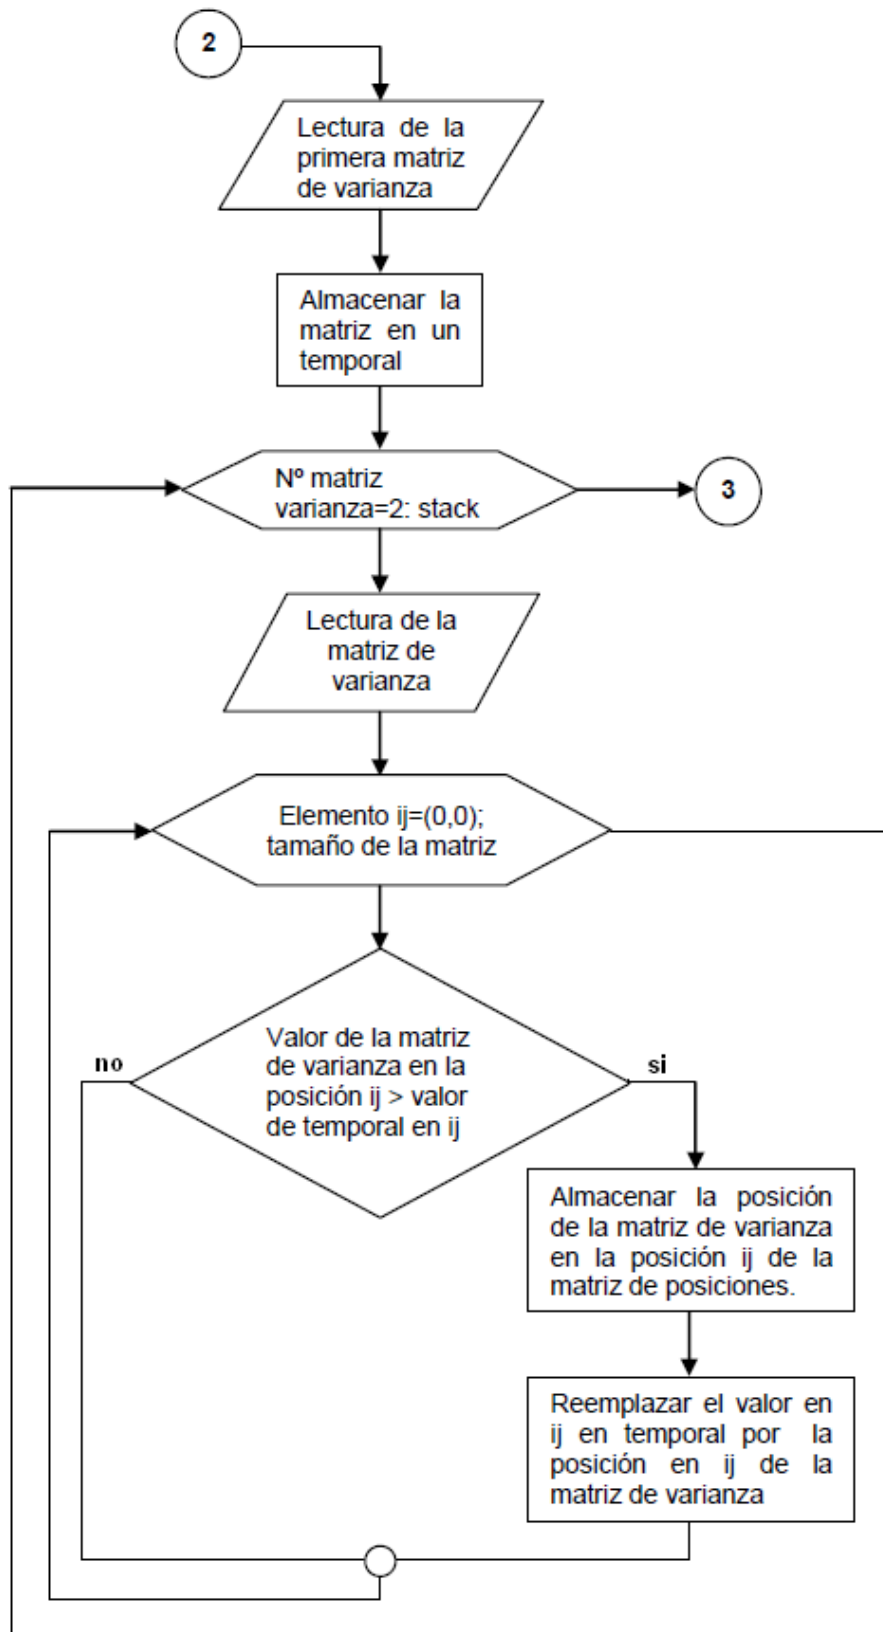 2
Lectura de la
primera matriz
de varianza
Almacenar la
matriz en un
temporal
Nº matriz
varianza=2: stack
3
Lectura de la
matriz de
varianza
Elemento ij=(0,0);
tamaño de la matriz
Valor de la matriz
de varianza en la
posición ij > valor
de temporal en ij
no
si
Almacenar la posición
de la matriz de varianza
en la posición ij de la
matriz de posiciones.
Reemplazar el valor en
ij en temporal por la
posición en ij de la
matriz de varianza